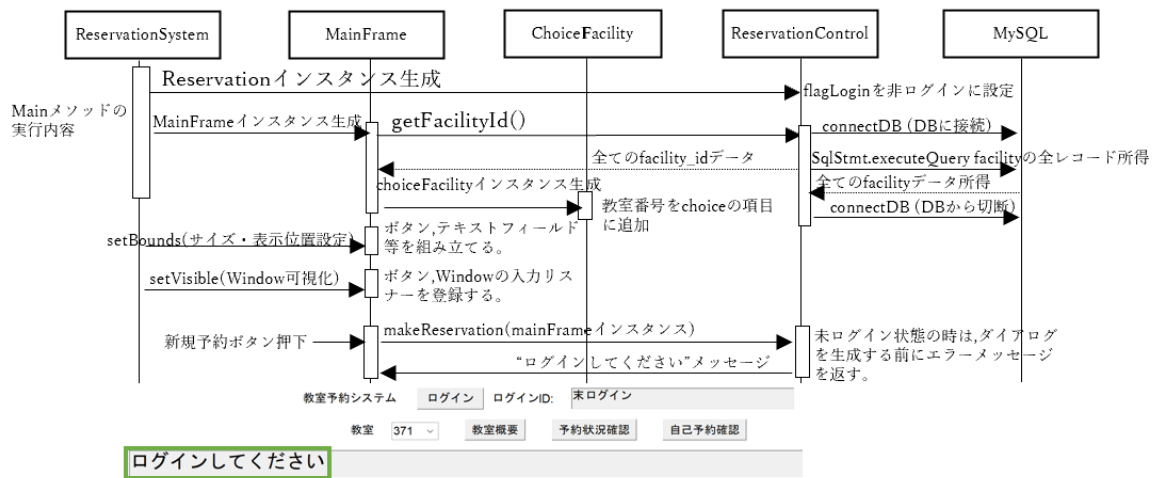 ReservationSystem
MainFrame
ChoiceFacility
ReservationControl
MySQL
Reservationインスタンス生成
flagLoginを非ログインに設定
Mainメソッドの
実行内容
MainFrameインスタンス生成
getFacilityId()
connectDB (DBに接続)
全てのfacility_idデータ
SqlStmt.executeQuery facilityの全レコード所得
choiceFacilityインスタンス生成
全てのfacilityデータ所得
教室番号をchoiceの項目
に追加
connectDB (DBから切断)
setBounds(サイズ・表示位置設定)
ボタン,テキストフィールド
等を組み立てる。
setVisible(Window可視化)
ボタン,Windowの入力リス
ナーを登録する。
新規予約ボタン押下
makeReservation(mainFrameインスタンス)
未ログイン状態の時は,ダイアログ
を生成する前にエラーメッセージ
を返す。
“ログインしてください”メッセージ
教室予約システム ログイン ログインID: 末ログイン
教室 371 教室概要 予約状況確認 自己予約確認
ログインしてください